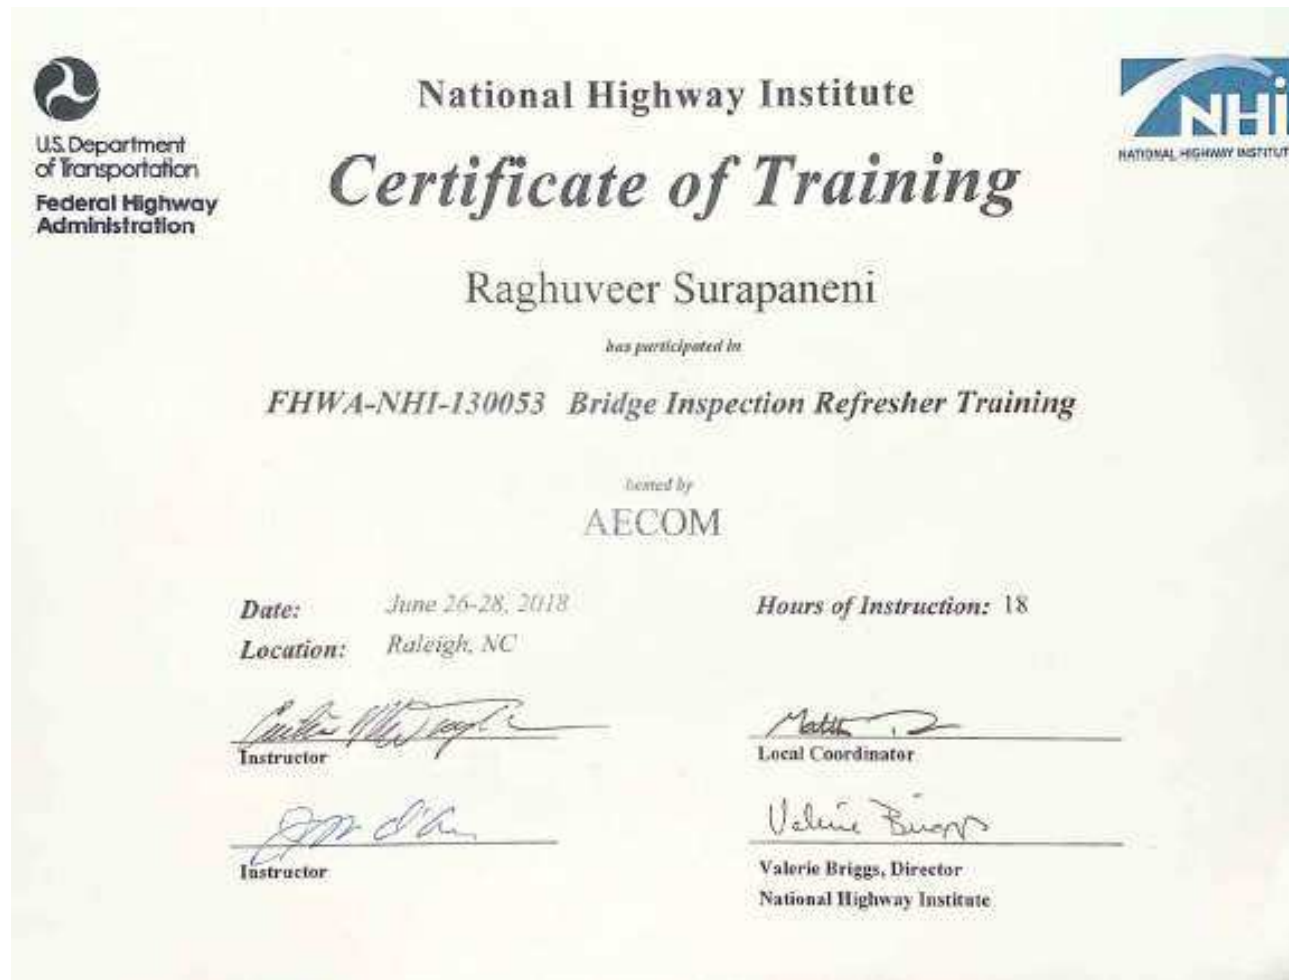 U.S. Department
of Transportation
Federal Highway
Administration
National Highway Institute
NHi
NATIONAL HIGHWAY INSTITUT
Certificate of Training
Raghuveer Surapaneni
has participated in
FHWA-NHI-130053 Bridge Inspection Refresher Training
hosted by
AECOM
Date: June 26-28, 2018
Hours of Instruction: 18
Location: Raleigh, NC
Instructor
Local Coordinator
Valerie Briggs
Instructor
Valerie Briggs, Director
National Highway Institute